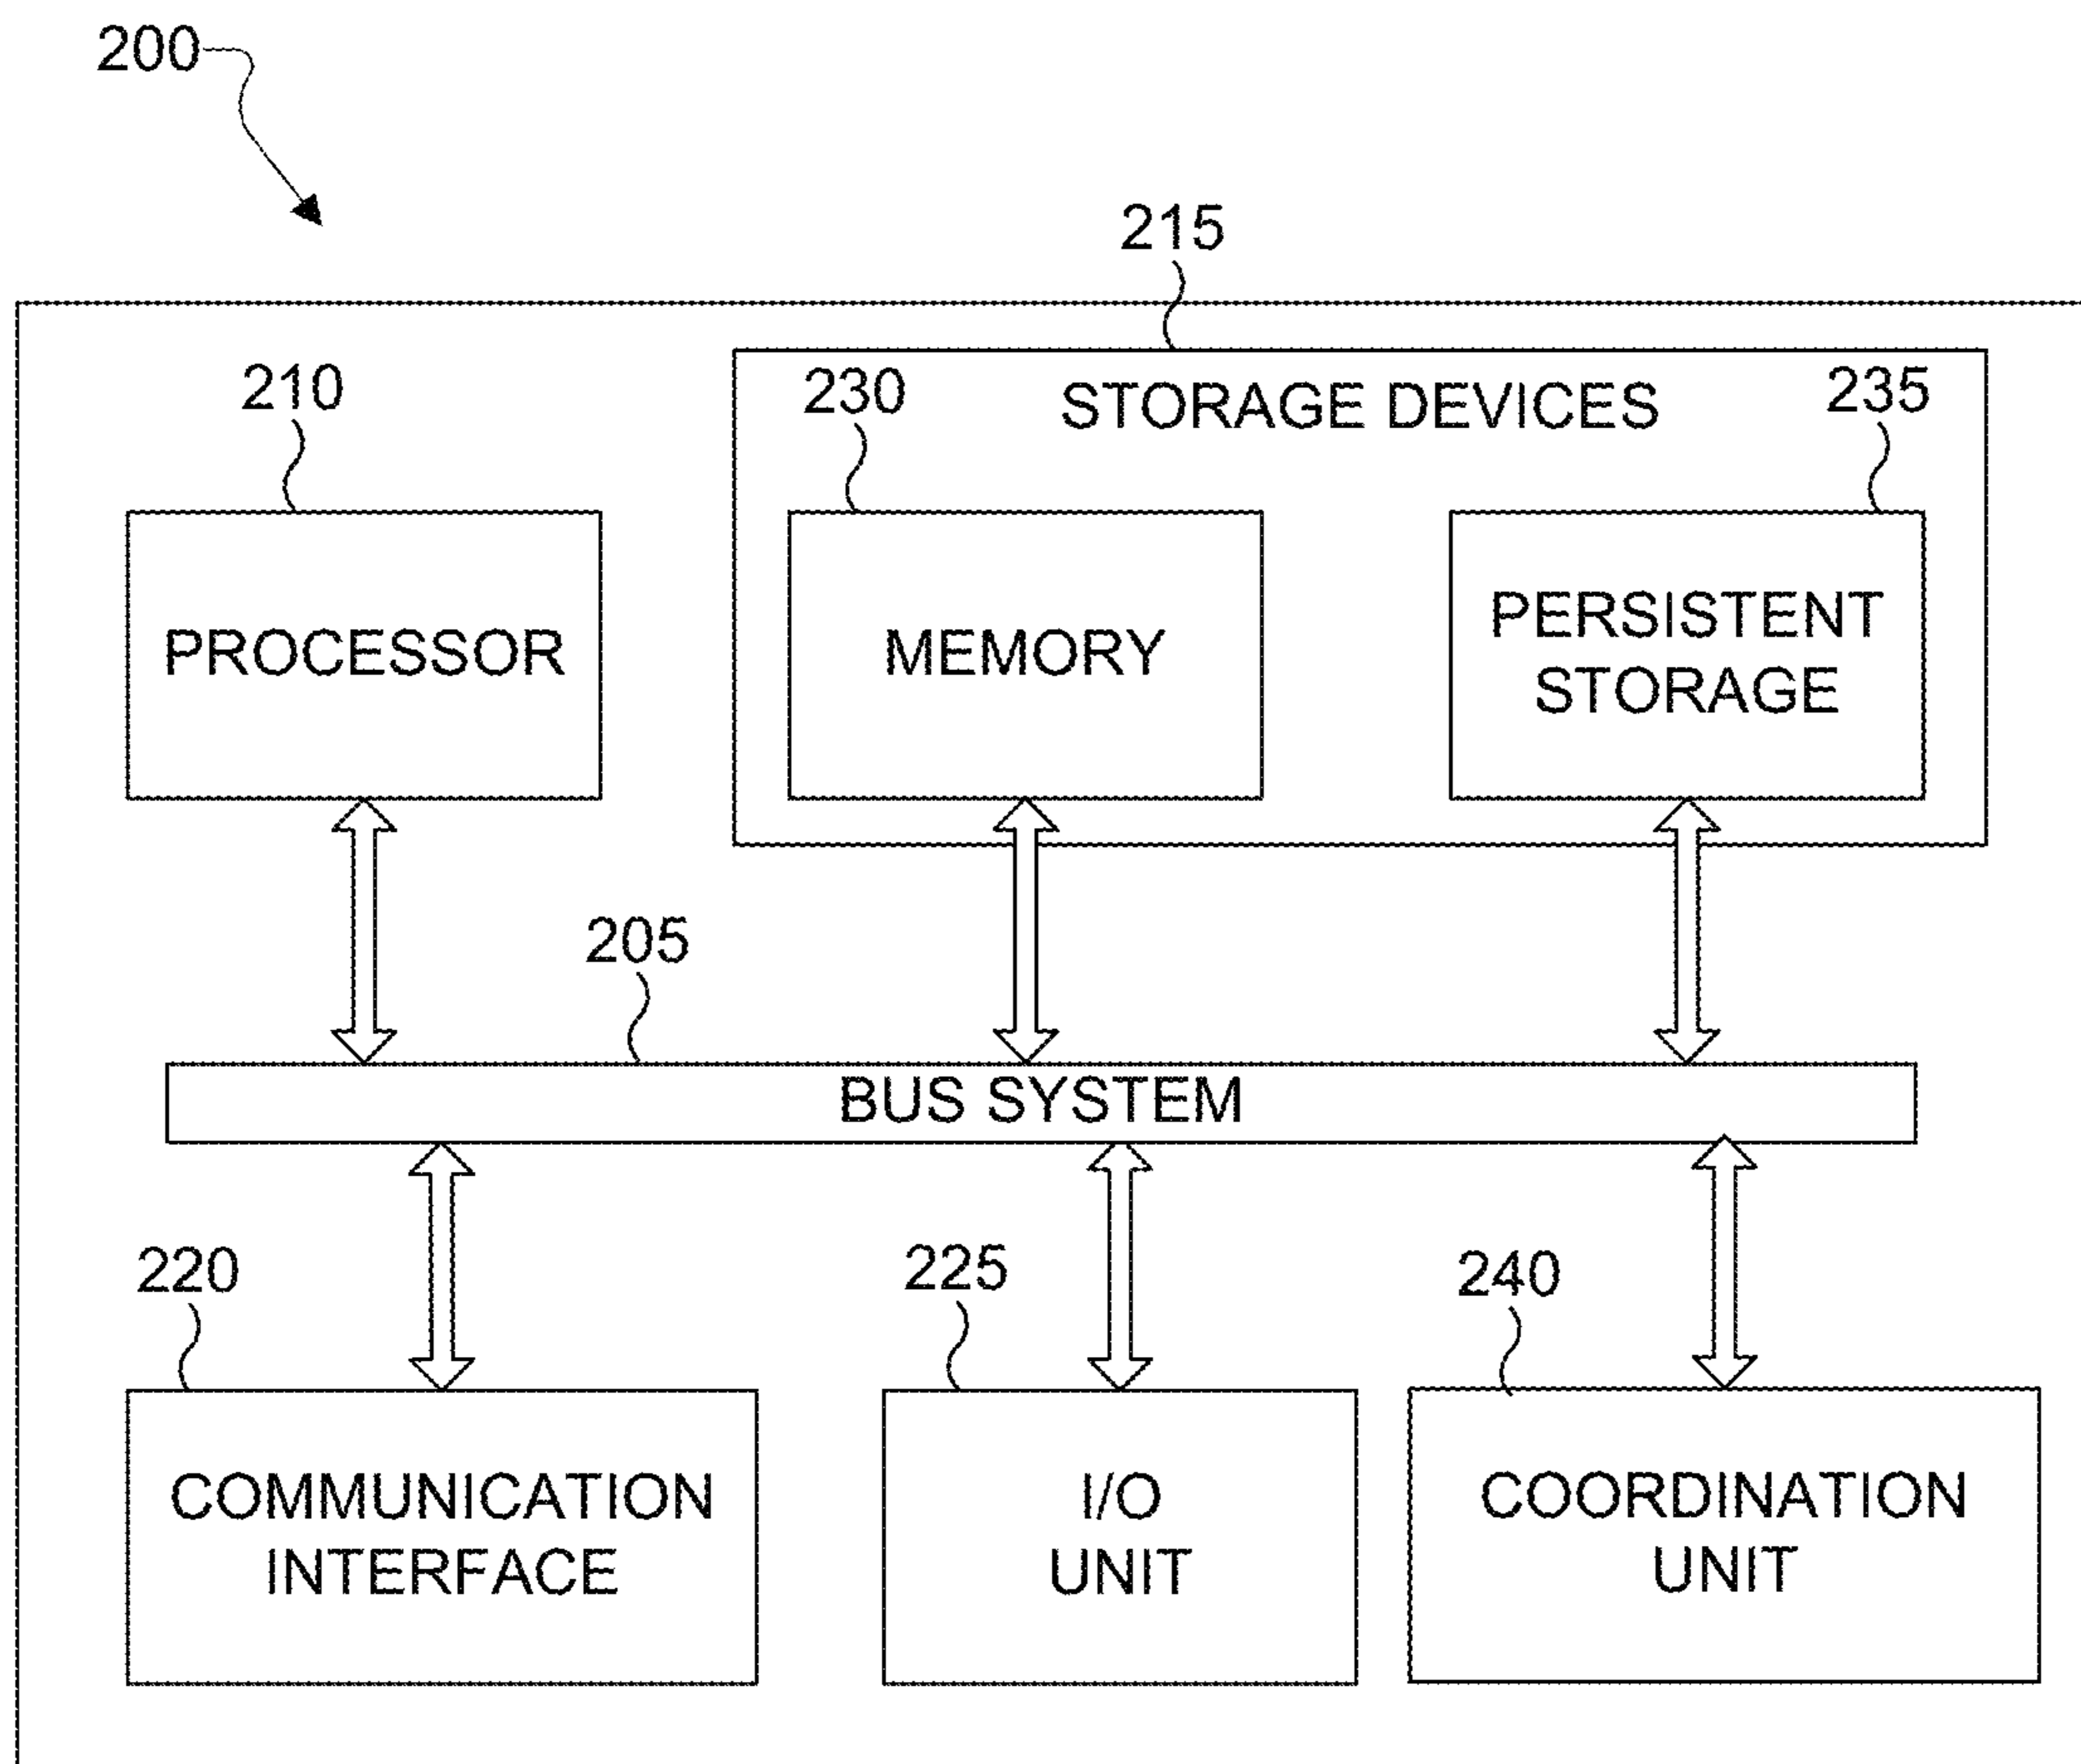 200
215
210
230
STORAGE DEVICES
235
PROCESSOR
MEMORY
PERSISTENT
STORAGE
205
BUS SYSTEM
220
225
240
COMMUNICATION
INTERFACE
I/O
UNIT
COORDINATION
UNIT